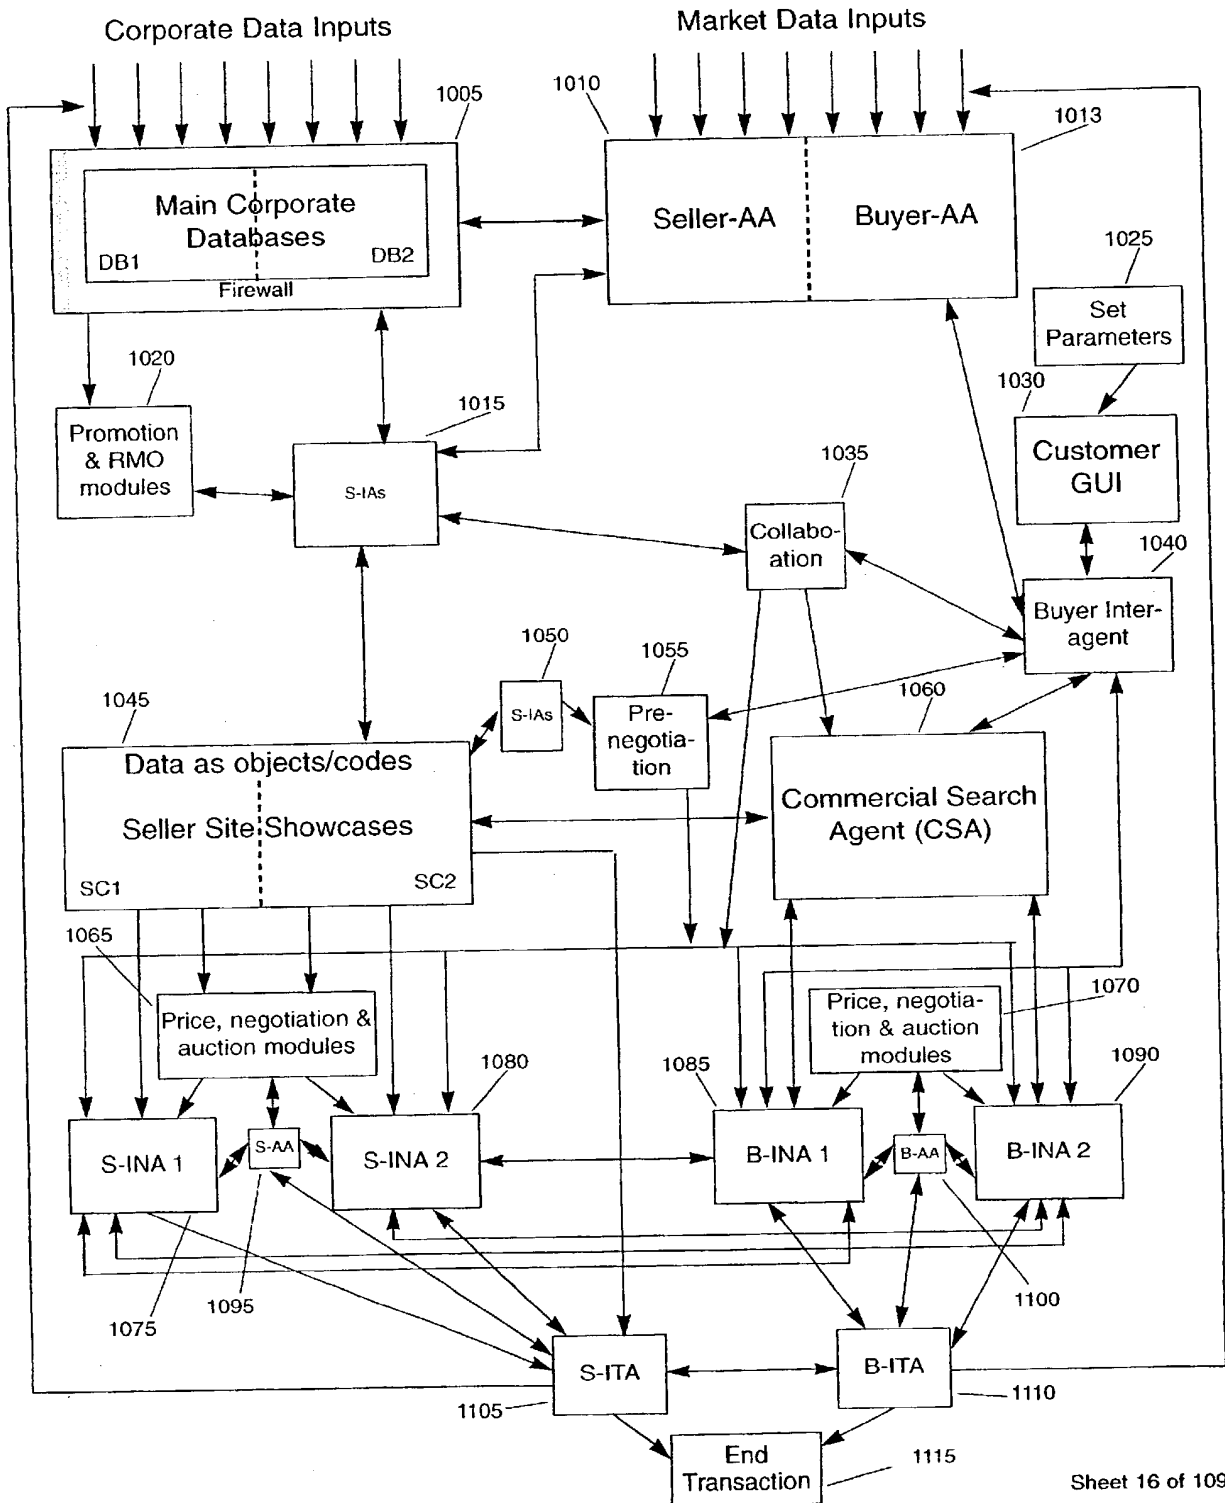 Corporate Data Inputs
Market Data Inputs
1005
1010
1013
Main Corporate
Databases
DB1
DB2
Firewall
Seller-AA
Buyer-AA
1025
Set
Parameters
1020
1015
1030
Promotion
& RMO
modules
S-IAs
1035
Customer
GUI
Collabo-
ation
1040
Buyer Inter-
agent
1050
1055
1060
1045
S-IAs
Pre-
negotia-
tion
Data as objects/codes
Seller Site Showcases
SC1
SC2
Commercial Search
Agent (CSA)
1065
1070
Price, negotiation &
auction modules
Price, negotia-
tion & auction
modules
1080
1085
1090
S-INA 1
S-AA
S-INA 2
B-INA 1
B-AA
B-INA 2
1075
1095
1100
S-ITA
B-ITA
1105
1110
End
Transaction
1115
Sheet 16 of 109